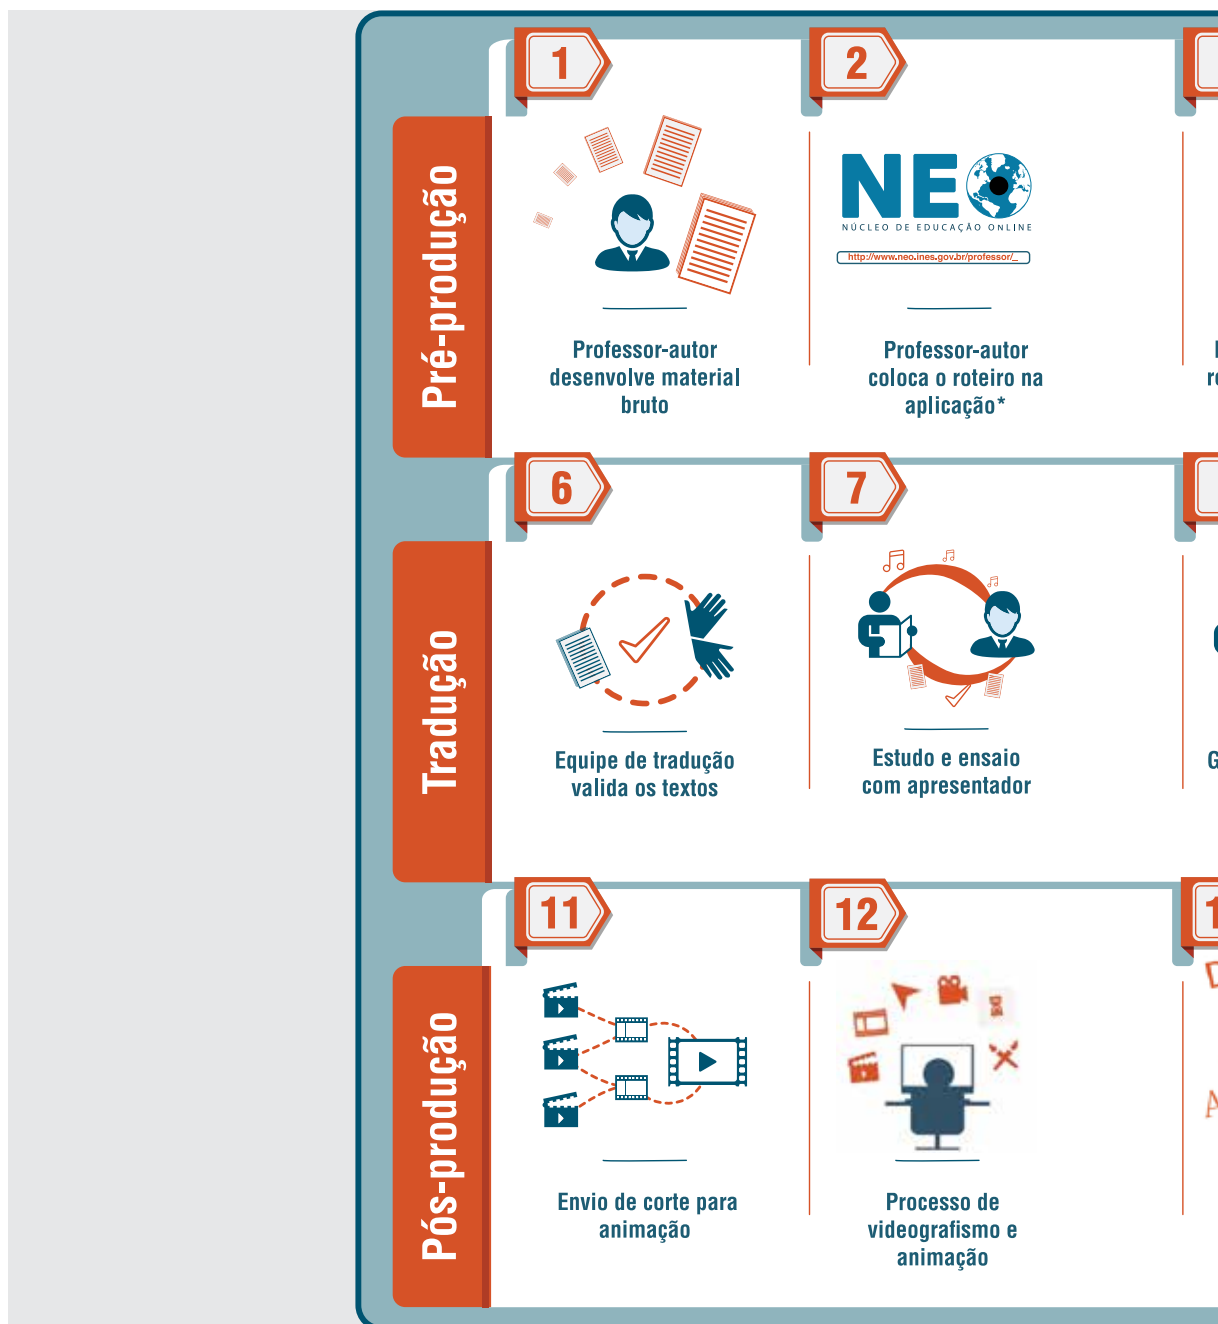 1
2
Pré-produção
NEO
NÚCLEO DE EDUCAÇÃO ONLINE
http://www.neo.ines.gov.br/professor/_
Professor-autor
desenvolve material
bruto
Professor-autor
coloca o roteiro na
aplicação*
6
7
Tradução
Equipe de tradução
valida os textos
Estudo e ensaio
com apresentador
G
11
12
1
Pós-produção
A
Envio de corte para
animação
Processo de
videografismo e
animação